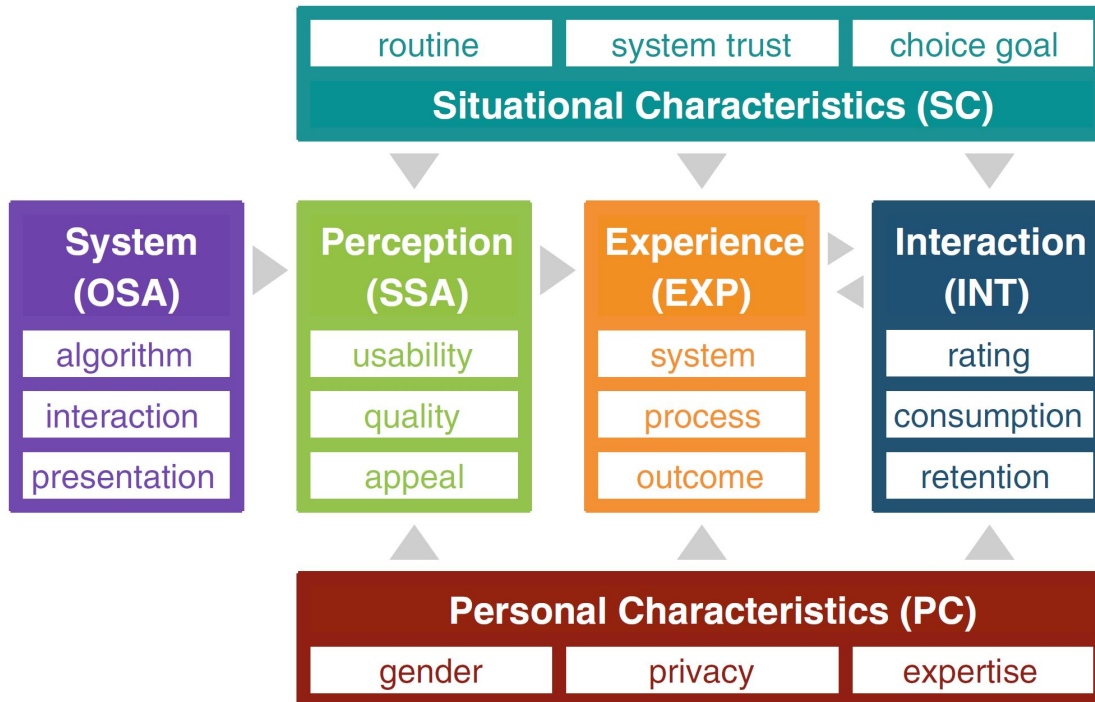 routine
system trust
choice goal
Situational Characteristics (SC)
System
(OSA)
algorithm
interaction
presentation
Perception
(SSA)
usability
quality
appeal
Experience
(EXP)
system
process
outcome
Interaction
(INT)
rating
consumption
retention
Personal Characteristics (PC)
gender
privacy
expertise